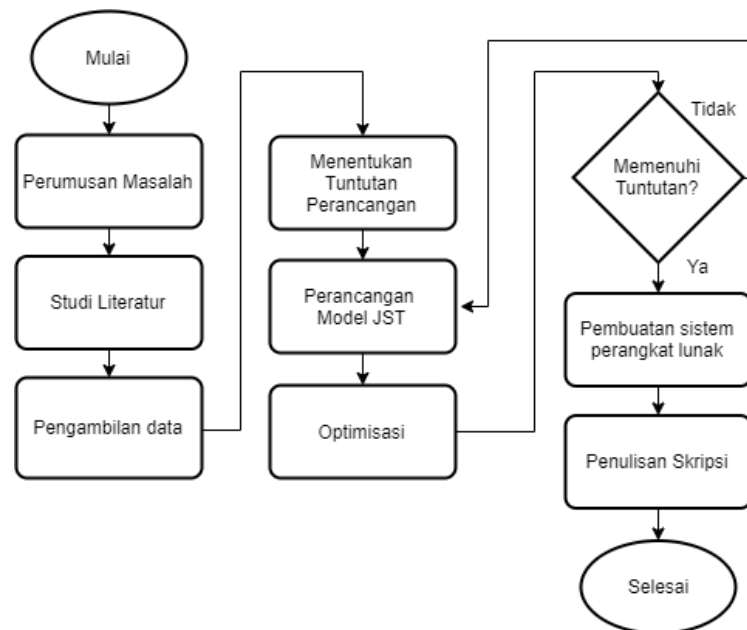 Mulai
Perumusan Masalah
Studi Literatur
Pengambilan data
Menentukan
Tuntutan
Perancangan
Perancangan
Model JST
Optimisasi
Memenuhi
Tuntutan?
Tidak
Ya
Pembuatan sistem
perangkat lunak
Penulisan Skripsi
Selesai